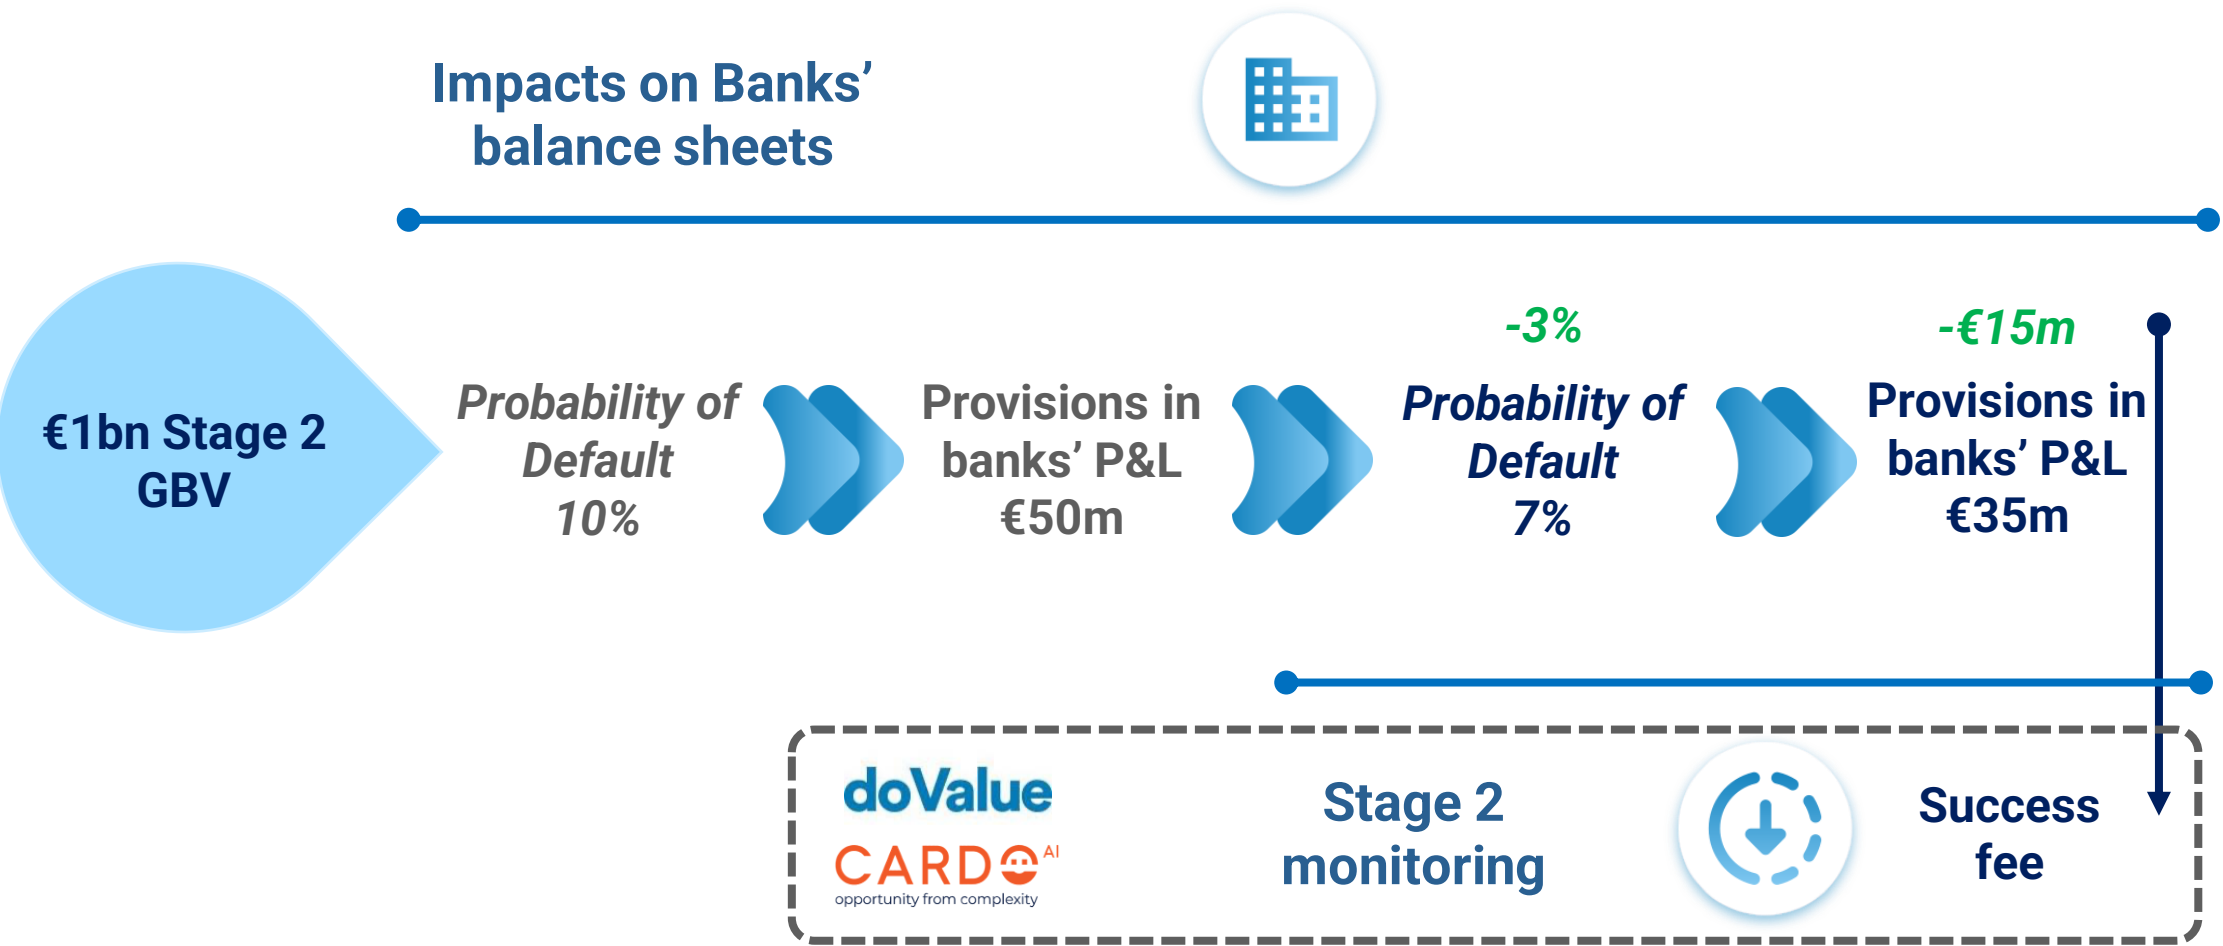 Impacts on Banks’
balance sheets
€1bn Stage 2
GBV
Probability of
Default
10%
Provisions in
banks’ P&L
€50m
-3%
Probability of
Default
7%
-€15m
Provisions in
banks’ P&L
€35m
doValue
CARDO AI
opportunity from complexity
Stage 2
monitoring
Success
fee